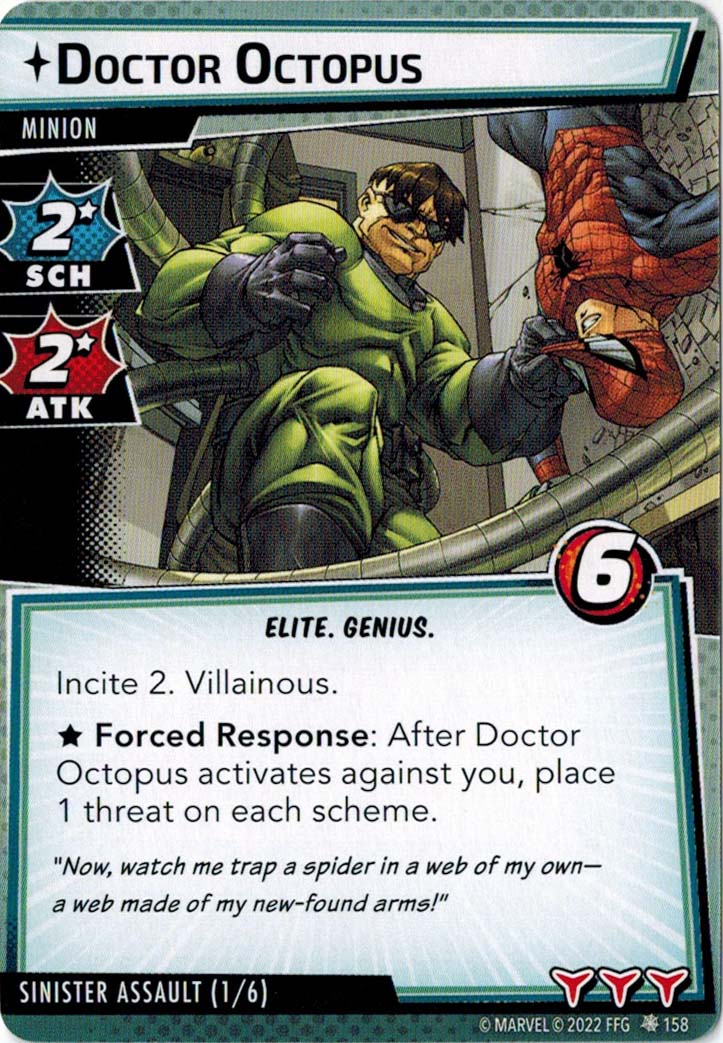 DOCTOR OCTOPUS
MINION
2★
SCH
2★
ATK
6
ELITE. GENIUS.
Incite 2. Villainous.
★ Forced Response: After Doctor
Octopus activates against you, place
1 threat on each scheme.
"Now, watch me trap a spider in a web of my own—
a web made of my new-found arms!"
SINISTER ASSAULT (1/6)
© MARVEL © 2022 FFG 158